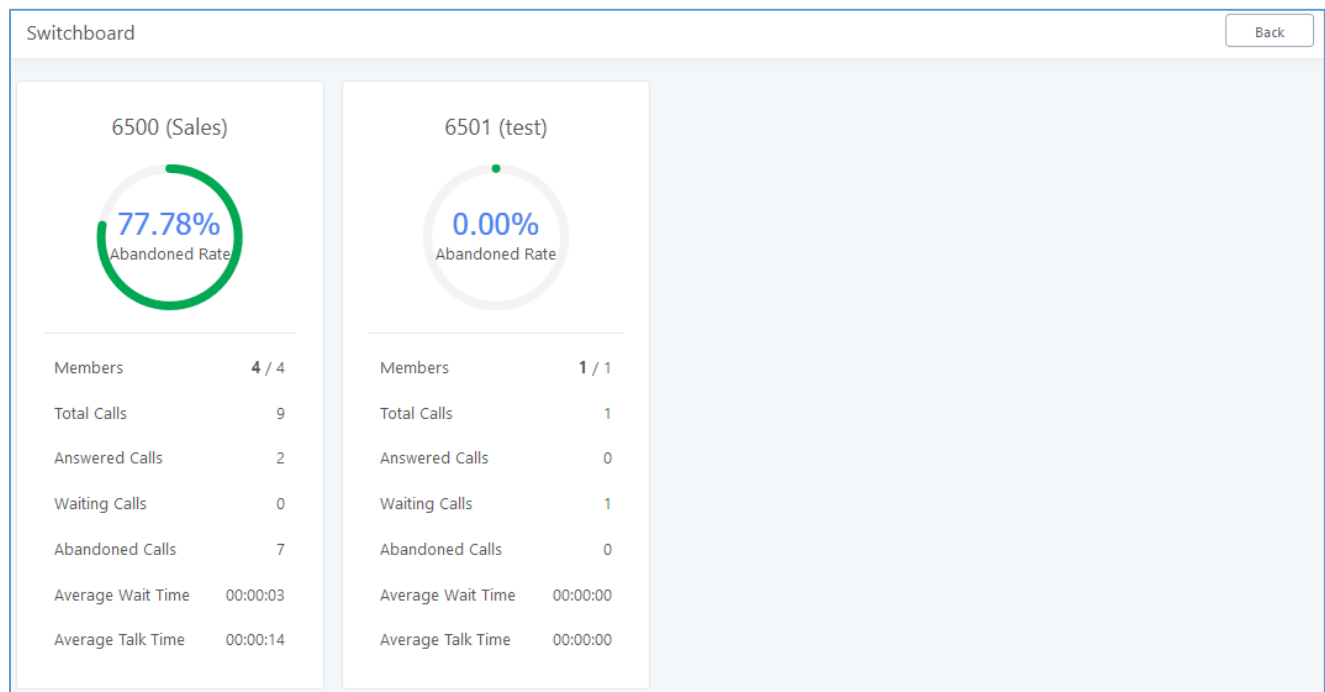 Switchboard
Back
6500 (Sales)
77.78%
Abandoned Rate
Members 4 / 4
Total Calls 9
Answered Calls 2
Waiting Calls 0
Abandoned Calls 7
Average Wait Time 00:00:03
Average Talk Time 00:00:14
6501 (test)
0.00%
Abandoned Rate
Members 1 / 1
Total Calls 1
Answered Calls 0
Waiting Calls 1
Abandoned Calls 0
Average Wait Time 00:00:00
Average Talk Time 00:00:00